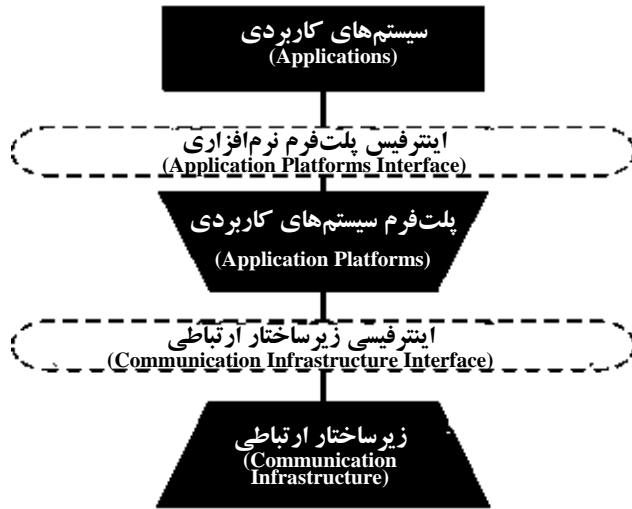 سیستم‌های کاربردی
(Applications)
اینترفیس پلت‌فرم نرم‌افزاری
(Application Platforms Interface)
پلت‌فرم سیستم‌های کاربردی
(Application Platforms)
اینترفیسی زیرساختار ارتباطی
(Communication Infrastructure Interface)
زیرساختار ارتباطی
(Communication
Infrastructure)